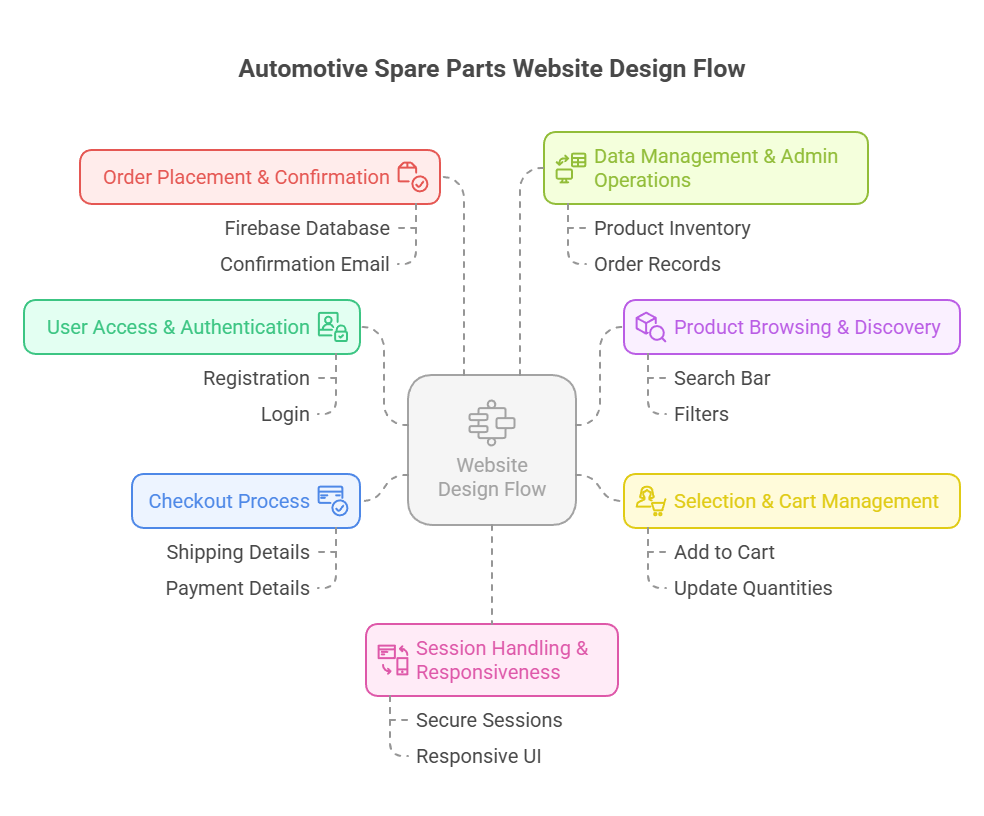 Automotive Spare Parts Website Design Flow
Order Placement & Confirmation
Firebase Database
Confirmation Email
Data Management & Admin
Operations
Product Inventory
Order Records
User Access & Authentication
Registration
Login
Product Browsing & Discovery
Search Bar
Filters
Website
Design Flow
Checkout Process
Shipping Details
Payment Details
Selection & Cart Management
Add to Cart
Update Quantities
Session Handling &
Responsiveness
Secure Sessions
Responsive UI